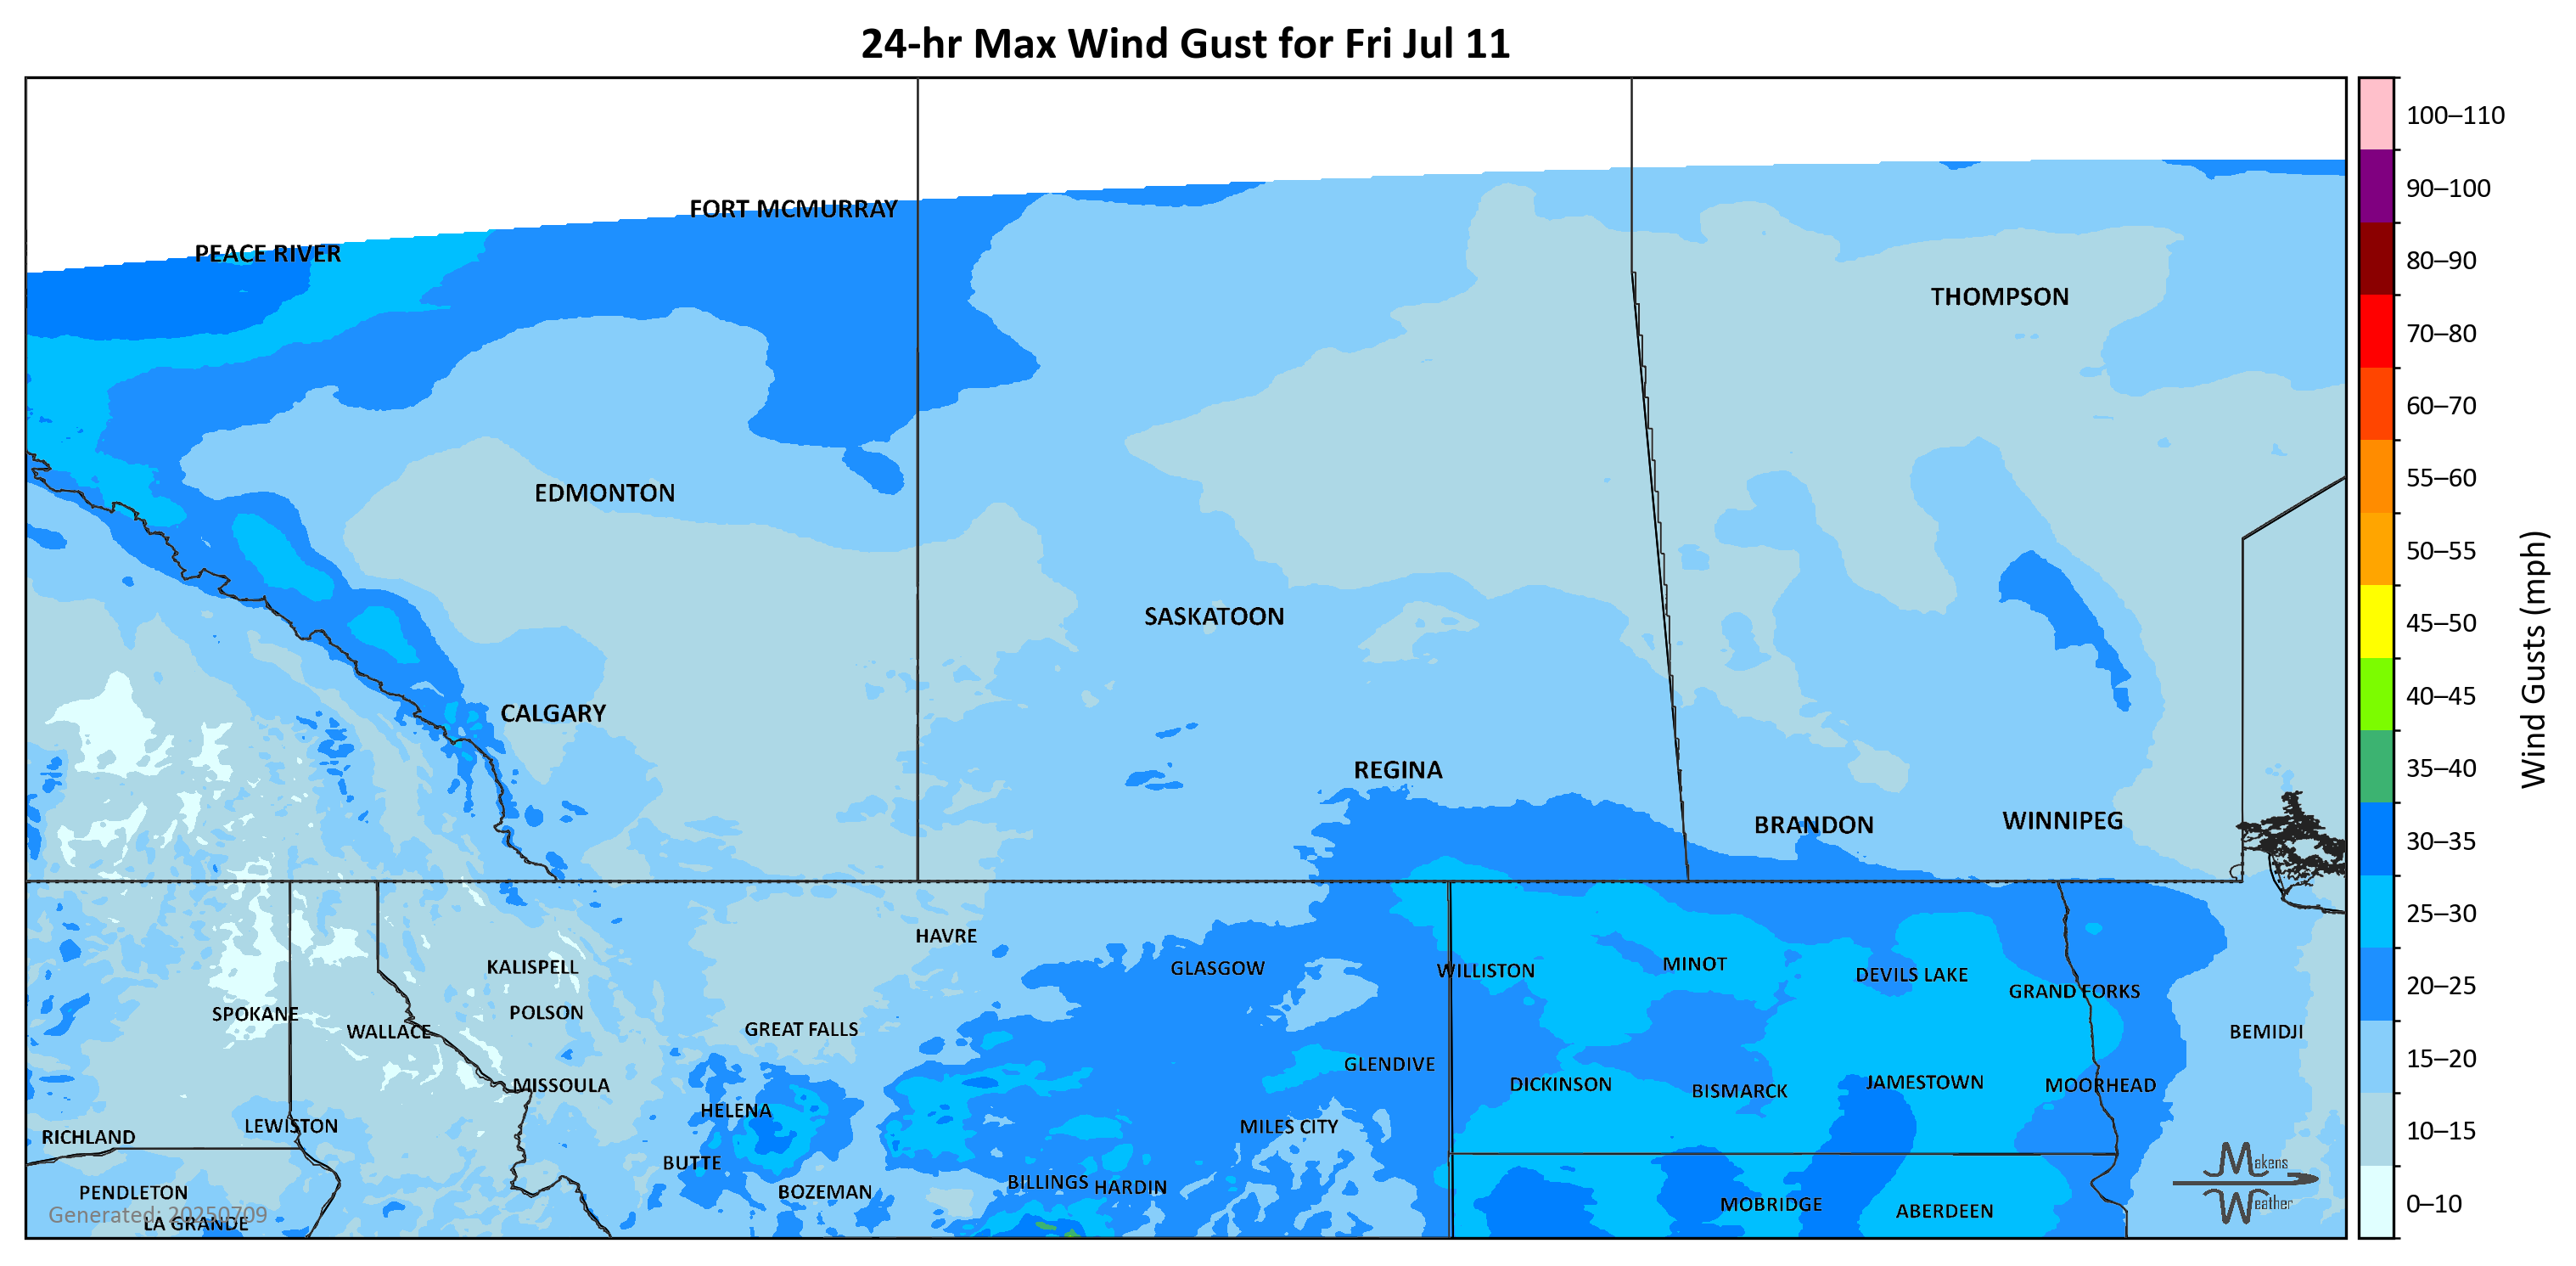 24-hr Max Wind Gust for Fri Jul 11
100–110
90–100
80–90
70–80
60–70
55–60
50–55
45–50
40–45
35–40
30–35
25–30
20–25
15–20
10–15
0–10
Wind Gusts (mph)
FORT MCMURRAY
PEACE RIVER
THOMPSON
EDMONTON
SASKATOON
CALGARY
REGINA
BRANDON
WINNIPEG
HAVRE
KALISPELL
GLASGOW
WILLISTON
MINOT
DEVILS LAKE
GRAND FORKS
SPOKANE
POLSON
WALLACE
GREAT FALLS
BEMIDJI
GLENDIVE
MISSOULA
DICKINSON
BISMARCK
JAMESTOWN
MOORHEAD
HELENA
LEWISTON
MILES CITY
RICHLAND
BUTTE
BILLINGS
HARDIN
PENDLETON
BOZEMAN
MOBRIDGE
ABERDEEN
LA GRANDE
Generated: 20250709
Makens
Weather